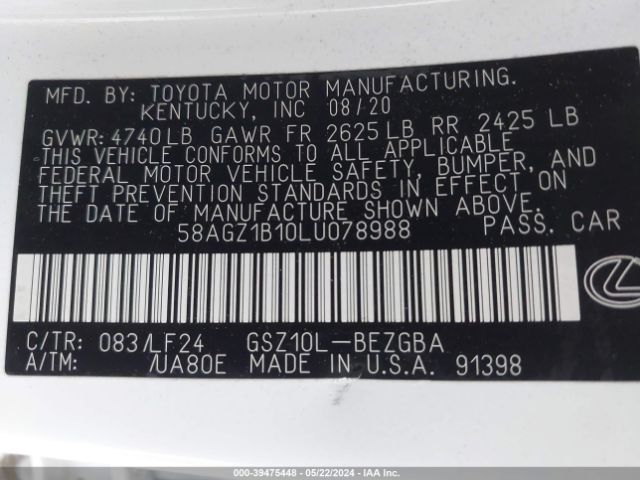 MFD. BY: TOYOTA MOTOR MANUFACTURING.
KENTUCKY, INC 08/20
GVWR: 4740LB GAWR FR 2625 LB RR 2425 LB
THIS VEHICLE CONFORMS TO ALL APPLICABLE
FEDERAL MOTOR VEHICLE SAFETY, BUMPER, AND
THEFT PREVENTION STANDARDS IN EFFECT ON
THE DATE OF MANUFACTURE SHOWN ABOVE.
58AGZ1B10LU078988 PASS. CAR
C/TR: 083/LF24 GSZ10L-BEZGBA
A/TM: /UA80E MADE IN U.S.A. 91398
000-39475448 - 05/22/2024 - IAA Inc.